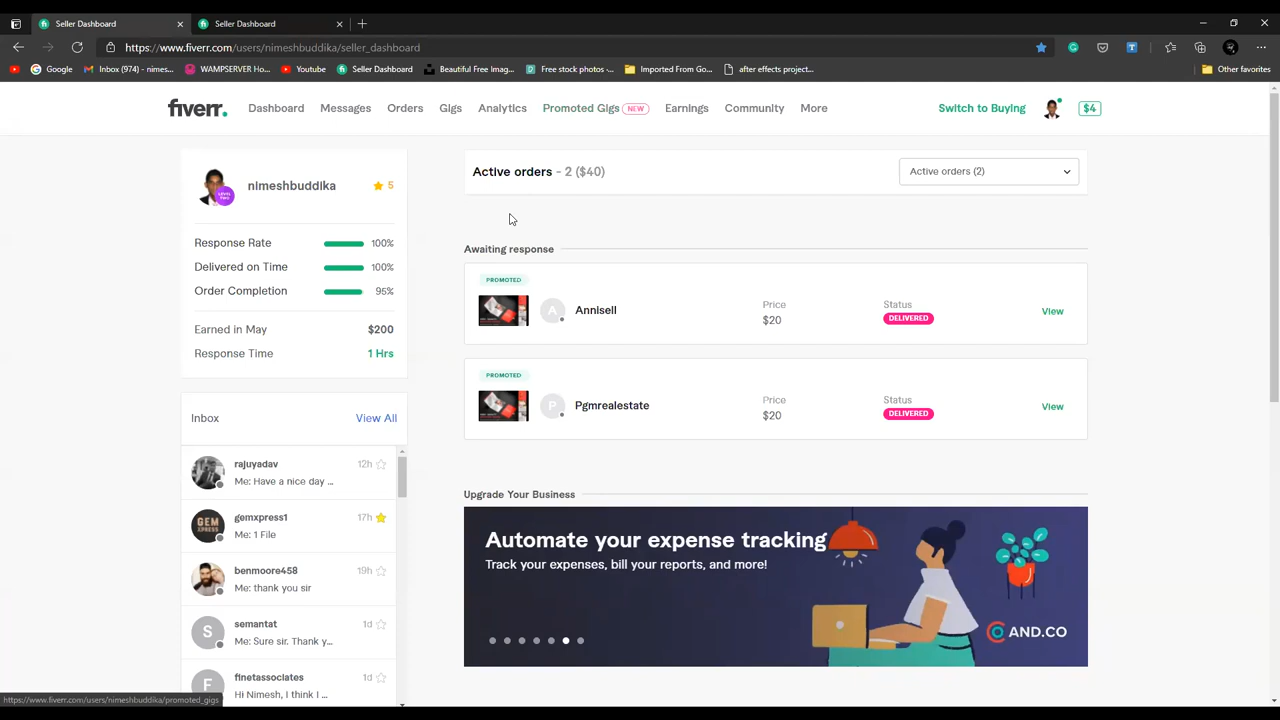 Seller Dashboard
Seller Dashboard
https://www.fiverr.com/users/nimeshbuddika/seller_dashboard
Google
Inbox (974) - nimes...
WAMPSERVER Ho...
Youtube
Seller Dashboard
Beautiful Free Imag...
Free stock photos -...
Imported From Go...
after effects project...
Other favorites
fiverr.
Dashboard
Messages
Orders
Gigs
Analytics
Promoted Gigs NEW
Earnings
Community
More
Switch to Buying
$4
nimeshbuddika
5
Response Rate 100%
Delivered on Time 100%
Order Completion 95%
Earned in May $200
Response Time 1 Hrs
Inbox View All
rajuyadav 12h
Me: Have a nice day ...
gemxpress1 17h
Me: 1 File
benmoore458 19h
Me: thank you sir
S
semantat 1d
Me: Sure sir. Thank y...
F
finetassociates 1d
Hi Nimesh, I think I ...
Active orders - 2 ($40)
Active orders (2)
Awaiting response
PROMOTED
A
Annisell
Price
$20
Status
DELIVERED
View
PROMOTED
P
Pgmrealestate
Price
$20
Status
DELIVERED
View
Upgrade Your Business
Automate your expense tracking
Track your expenses, bill your reports, and more!
AND.CO
https://www.fiverr.com/users/nimeshbuddika/promoted_gigs